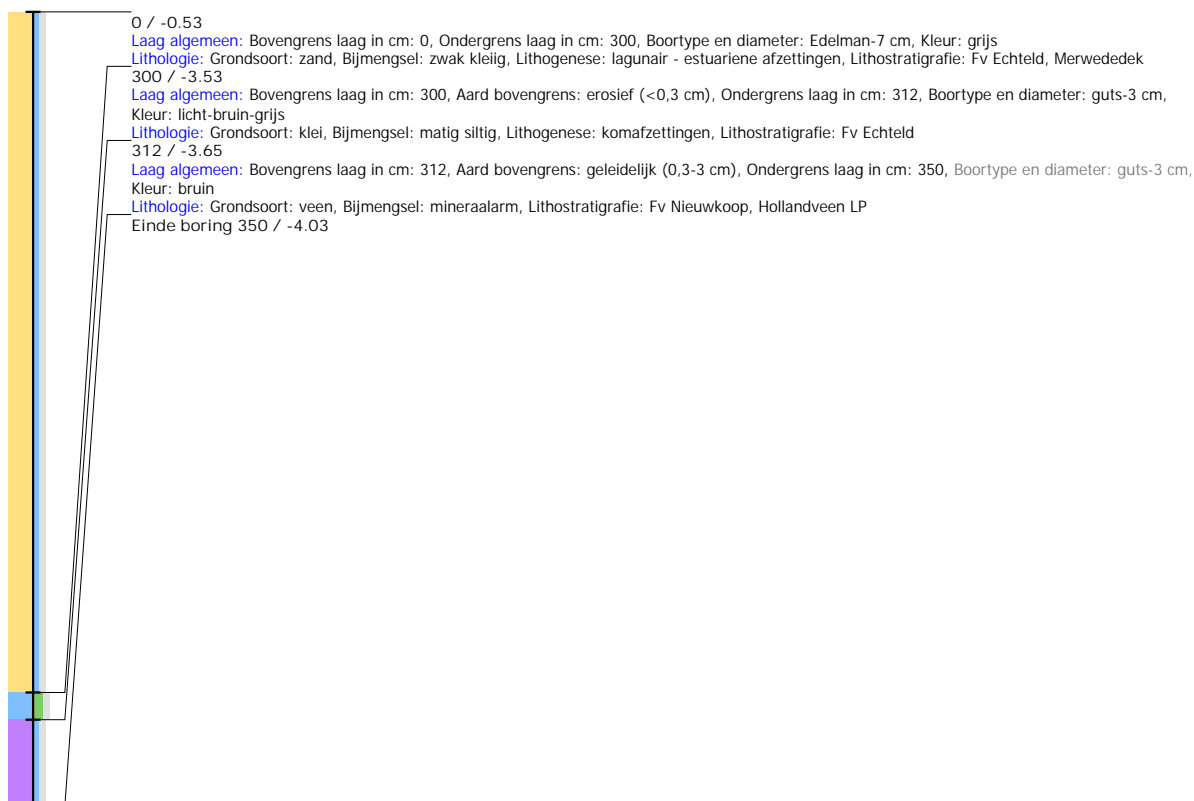 0 / -0.53
Laag algemeen: Bovengrens laag in cm: 0, Ondergrens laag in cm: 300, Boortype en diameter: Edelman-7 cm, Kleur: grijs
Lithologie: Grondsoort: zand, Bijmengsel: zwak kleiig, Lithogenese: lagunair - estuariene afzettingen, Lithostratigrafie: Fv Echteld, Merwededek
300 / -3.53
Laag algemeen: Bovengrens laag in cm: 300, Aard bovengrens: erosief (<0,3 cm), Ondergrens laag in cm: 312, Boortype en diameter: guts-3 cm,
Kleur: licht-bruin-grijs
Lithologie: Grondsoort: klei, Bijmengsel: matig siltig, Lithogenese: komafzettingen, Lithostratigrafie: Fv Echteld
312 / -3.65
Laag algemeen: Bovengrens laag in cm: 312, Aard bovengrens: geleidelijk (0,3-3 cm), Ondergrens laag in cm: 350, Boortype en diameter: guts-3 cm,
Kleur: bruin
Lithologie: Grondsoort: veen, Bijmengsel: mineraalarm, Lithostratigrafie: Fv Nieuwkoop, Hollandveen LP
Einde boring 350 / -4.03